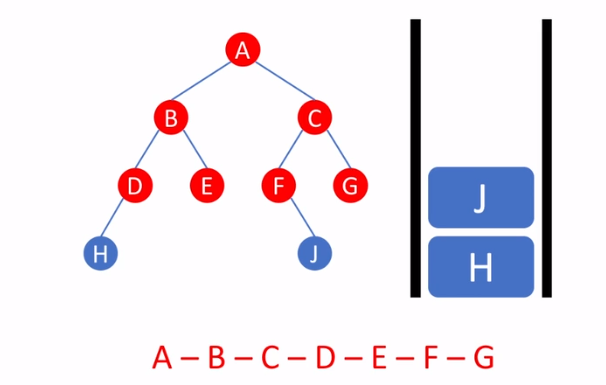 A
B C
D E F G
H J
J
H
A – B – C – D – E – F – G